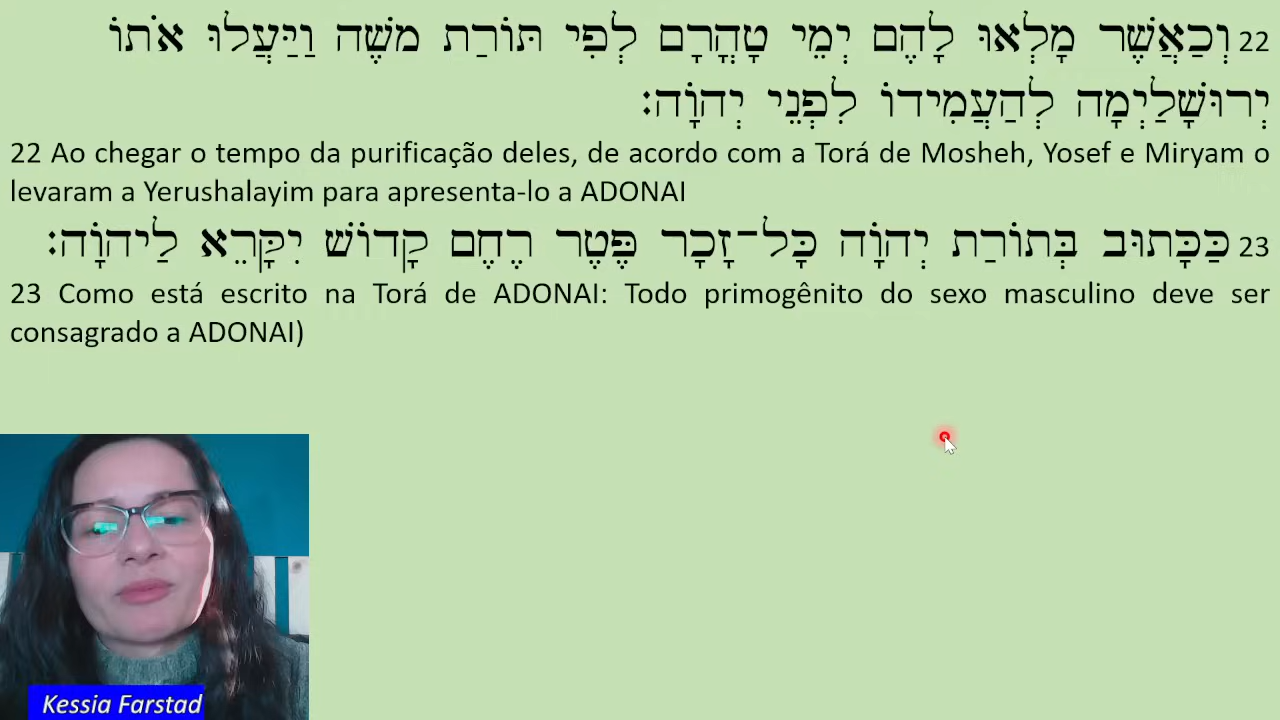 22 וְכַאֲשֶׁר מָלְאוּ לָהֶם יְמֵי טָהֳרָם לְפִי תּוֹרַת משֶׁה וַיַּעֲלוּ אֹתוֹ
יְרוּשָׁלַיְמָה לְהַעֲמִידוֹ לִפְנֵי יְהוָֹה:
22 Ao chegar o tempo da purificação deles, de acordo com a Torá de Mosheh, Yosef e Miryam o
levaram a Yerushalayim para apresenta-lo a ADONAI
23 כַּכָּתוּב בְּתוֹרַת יְהוָֹה כָּל־זָכָר פֶּטֶר רֶחֶם קָדוֹשׁ יִקָּרֵא לַיהוָֹה:
23 Como está escrito na Torá de ADONAI: Todo primogênito do sexo masculino deve ser
consagrado a ADONAI)
Kessia Farstad